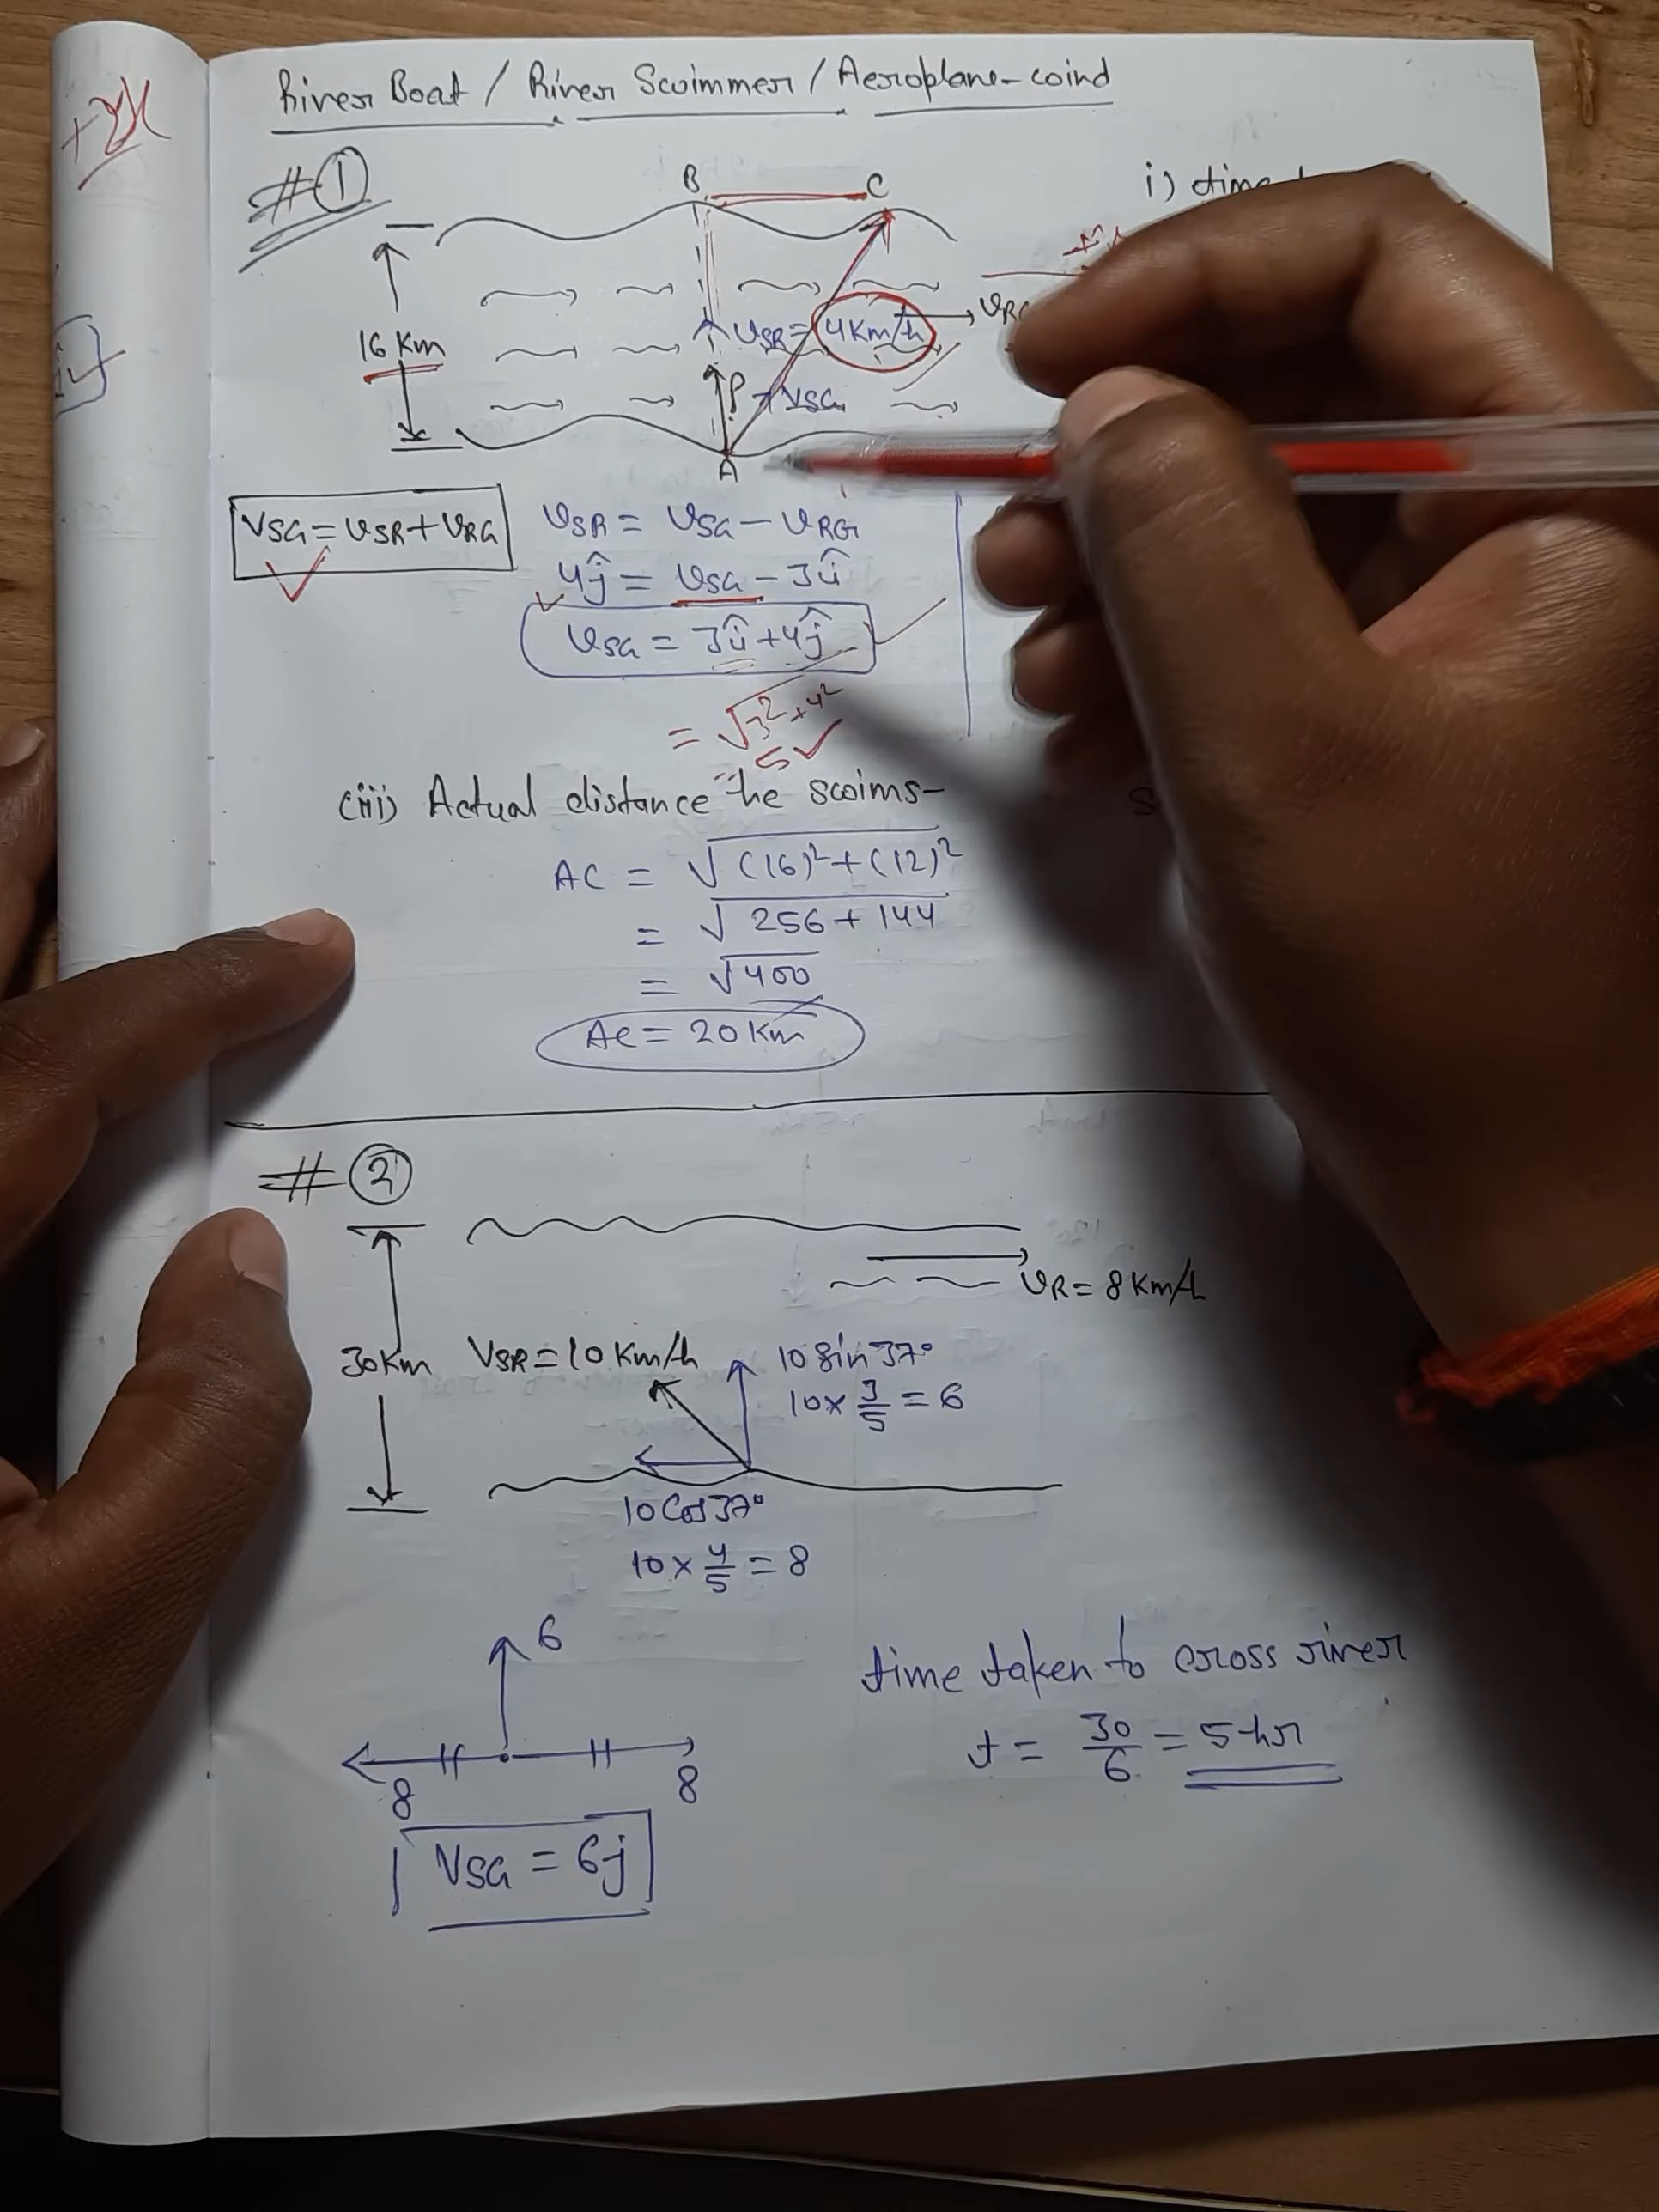 River Boat / River Swimmer / Aeroplane-wind
+२४
#①
B C
i) time
16 Km
VSR = 4 Km/h
P VSG
A
VSG = VSR + VRG
VSR = VSG - VRG
4ĵ = VSG - 3î
VSG = 3î + 4ĵ
= √3² + 4²
5
(iii) Actual distance he swims-
AC = √(16)² + (12)²
= √256 + 144
= √400
AC = 20 Km
#②
VR = 8 Km/h
30Km
VSR = 10 Km/h
10 Sin 37°
10 x 3/5 = 6
10 Cos 37°
10 x 4/5 = 8
6
8 8
VSG = 6j
time taken to cross river
t = 30/6 = 5 hr